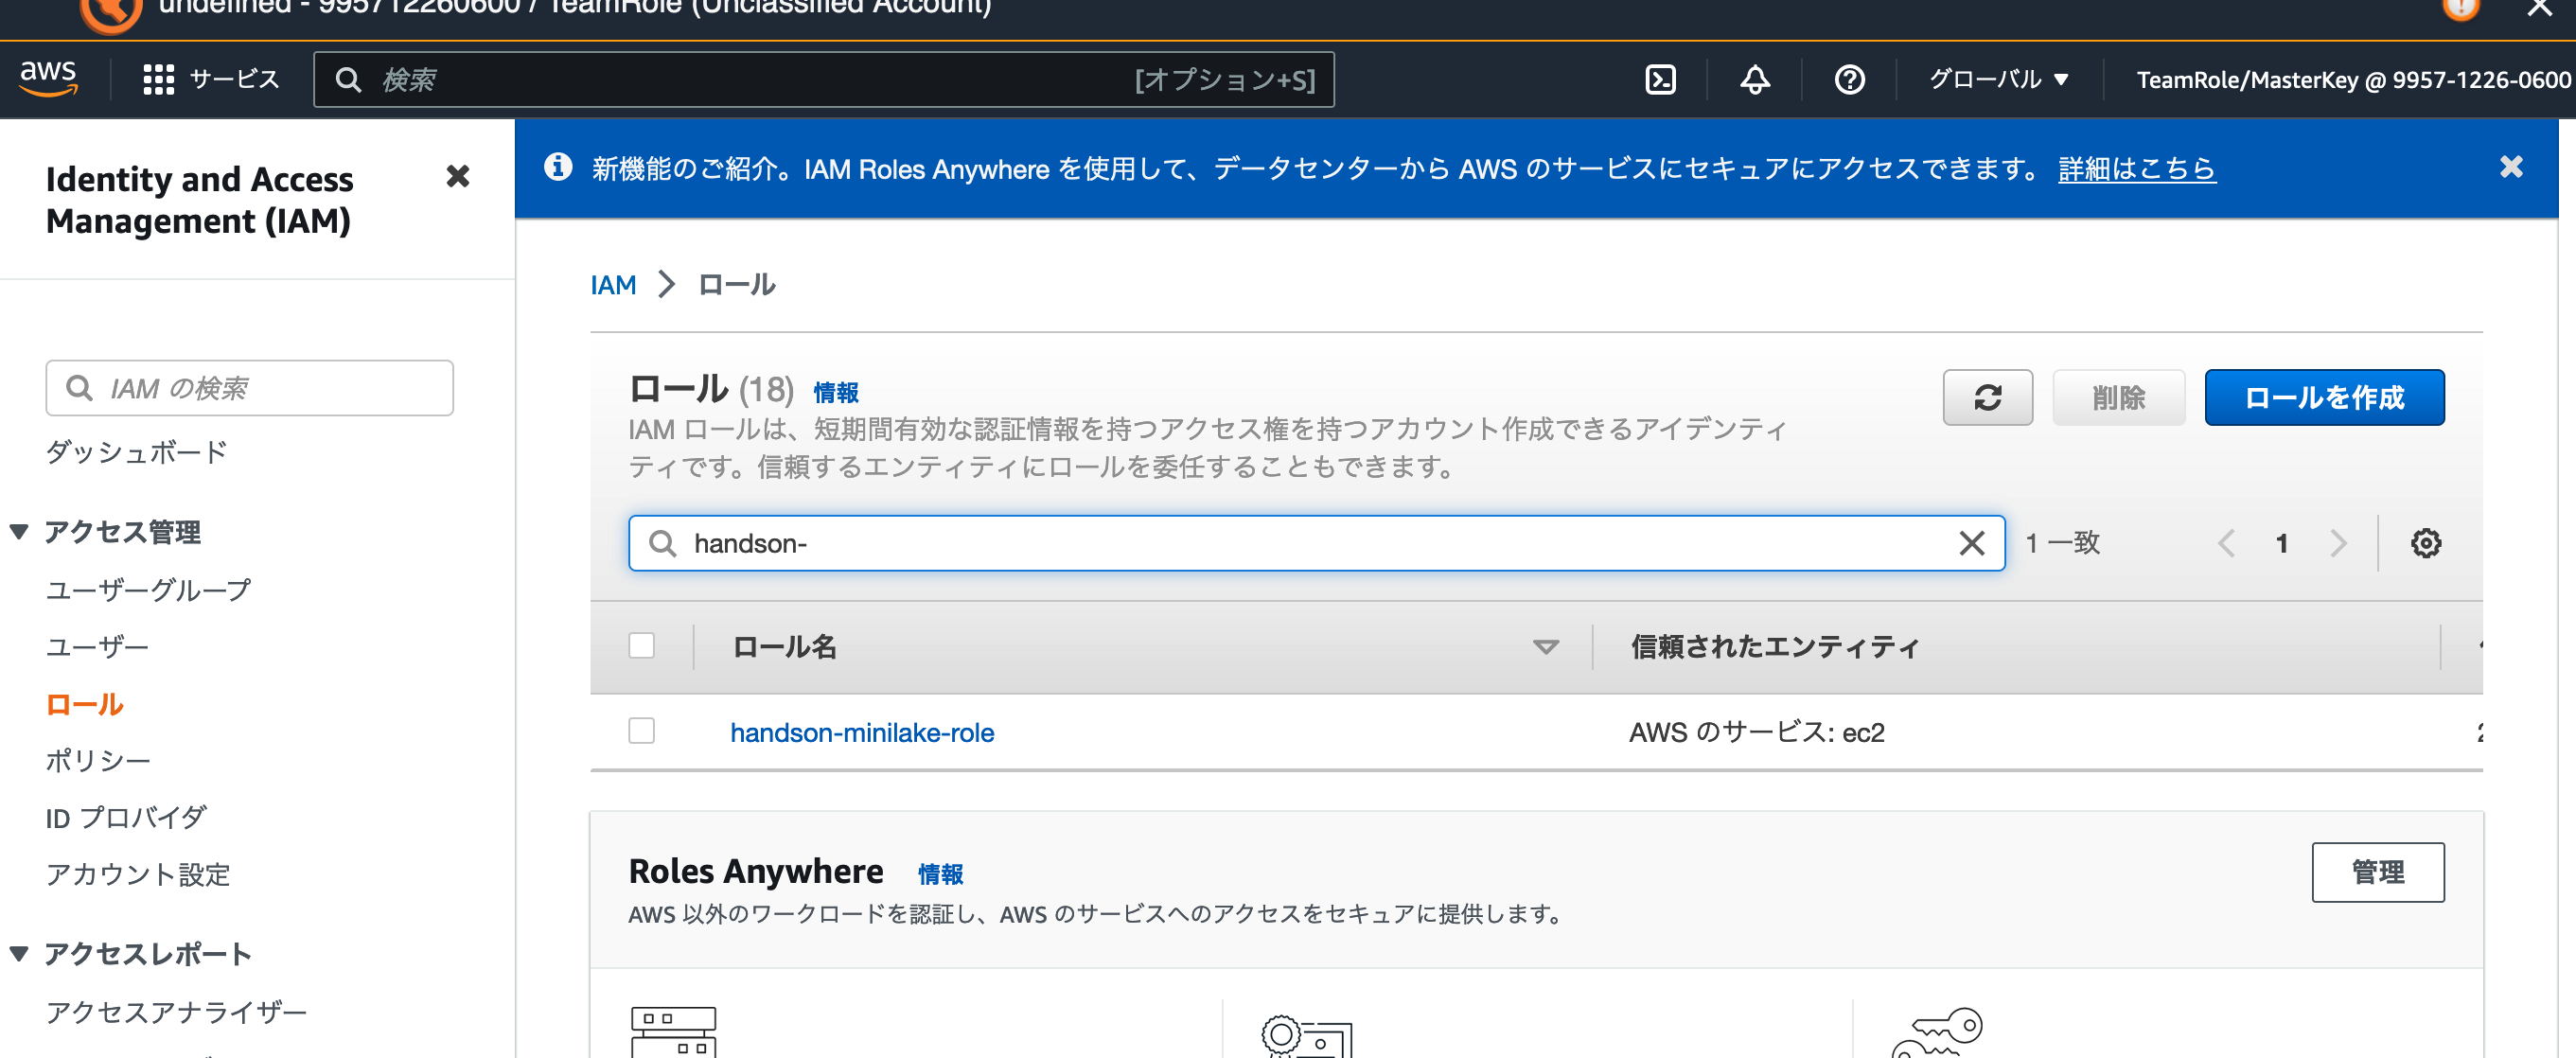 undefined - 995712260600 / TeamRole (Unclassified Account)
aws
サービス
検索
[オプション+S]
グローバル
TeamRole/MasterKey @ 9957-1226-0600
Identity and Access
Management (IAM)
IAM の検索
ダッシュボード
アクセス管理
ユーザーグループ
ユーザー
ロール
ポリシー
ID プロバイダ
アカウント設定
アクセスレポート
アクセスアナライザー
新機能のご紹介。IAM Roles Anywhere を使用して、データセンターから AWS のサービスにセキュアにアクセスできます。 詳細はこちら
IAM > ロール
ロール (18) 情報
IAM ロールは、短期間有効な認証情報を持つアクセス権を持つアカウント作成できるアイデンティ
ティです。信頼するエンティティにロールを委任することもできます。
削除
ロールを作成
handson-
1 一致
1
ロール名
信頼されたエンティティ
handson-minilake-role
AWS のサービス: ec2
Roles Anywhere 情報
AWS 以外のワークロードを認証し、AWS のサービスへのアクセスをセキュアに提供します。
管理